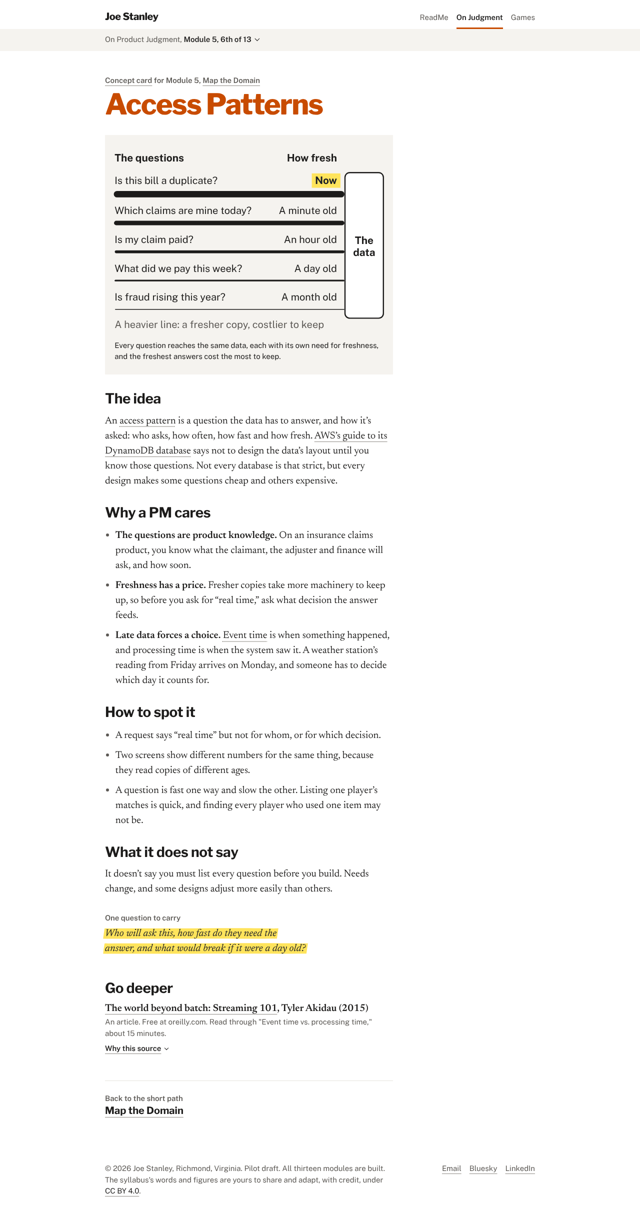 Joe Stanley
ReadMe On Judgment Games
On Product Judgment, Module 5, 6th of 13
Concept card for Module 5, Map the Domain
Access Patterns
The questions How fresh
Is this bill a duplicate? Now
Which claims are mine today? A minute old
Is my claim paid? An hour old
What did we pay this week? A day old
Is fraud rising this year? A month old
The
data
A heavier line: a fresher copy, costlier to keep
Every question reaches the same data, each with its own need for freshness,
and the freshest answers cost the most to keep.
The idea
An access pattern is a question the data has to answer, and how it’s
asked: who asks, how often, how fast and how fresh. AWS’s guide to its
DynamoDB database says not to design the data’s layout until you
know those questions. Not every database is that strict, but every
design makes some questions cheap and others expensive.
Why a PM cares
• The questions are product knowledge. On an insurance claims
product, you know what the claimant, the adjuster and finance will
ask, and how soon.
• Freshness has a price. Fresher copies take more machinery to keep
up, so before you ask for “real time,” ask what decision the answer
feeds.
• Late data forces a choice. Event time is when something happened,
and processing time is when the system saw it. A weather station’s
reading from Friday arrives on Monday, and someone has to decide
which day it counts for.
How to spot it
• A request says “real time” but not for whom, or for which decision.
• Two screens show different numbers for the same thing, because
they read copies of different ages.
• A question is fast one way and slow the other. Listing one player’s
matches is quick, and finding every player who used one item may
not be.
What it does not say
It doesn’t say you must list every question before you build. Needs
change, and some designs adjust more easily than others.
One question to carry
Who will ask this, how fast do they need the
answer, and what would break if it were a day old?
Go deeper
The world beyond batch: Streaming 101, Tyler Akidau (2015)
An article. Free at oreilly.com. Read through “Event time vs. processing time,”
about 15 minutes.
Why this source
Back to the short path
Map the Domain
© 2026 Joe Stanley, Richmond, Virginia. Pilot draft. All thirteen modules are built.
The syllabus’s words and figures are yours to share and adapt, with credit, under
CC BY 4.0.
Email Bluesky LinkedIn